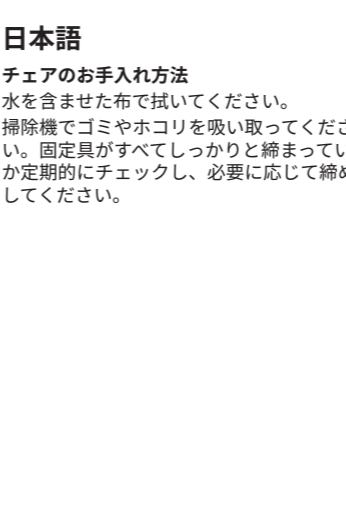 日本語
チェアのお手入れ方法
水を含ませた布で拭いてください。
掃除機でゴミやホコリを吸い取ってくださ
い。固定具がすべてしっかりと締まってい
か定期的にチェックし、必要に応じて締め
してください。